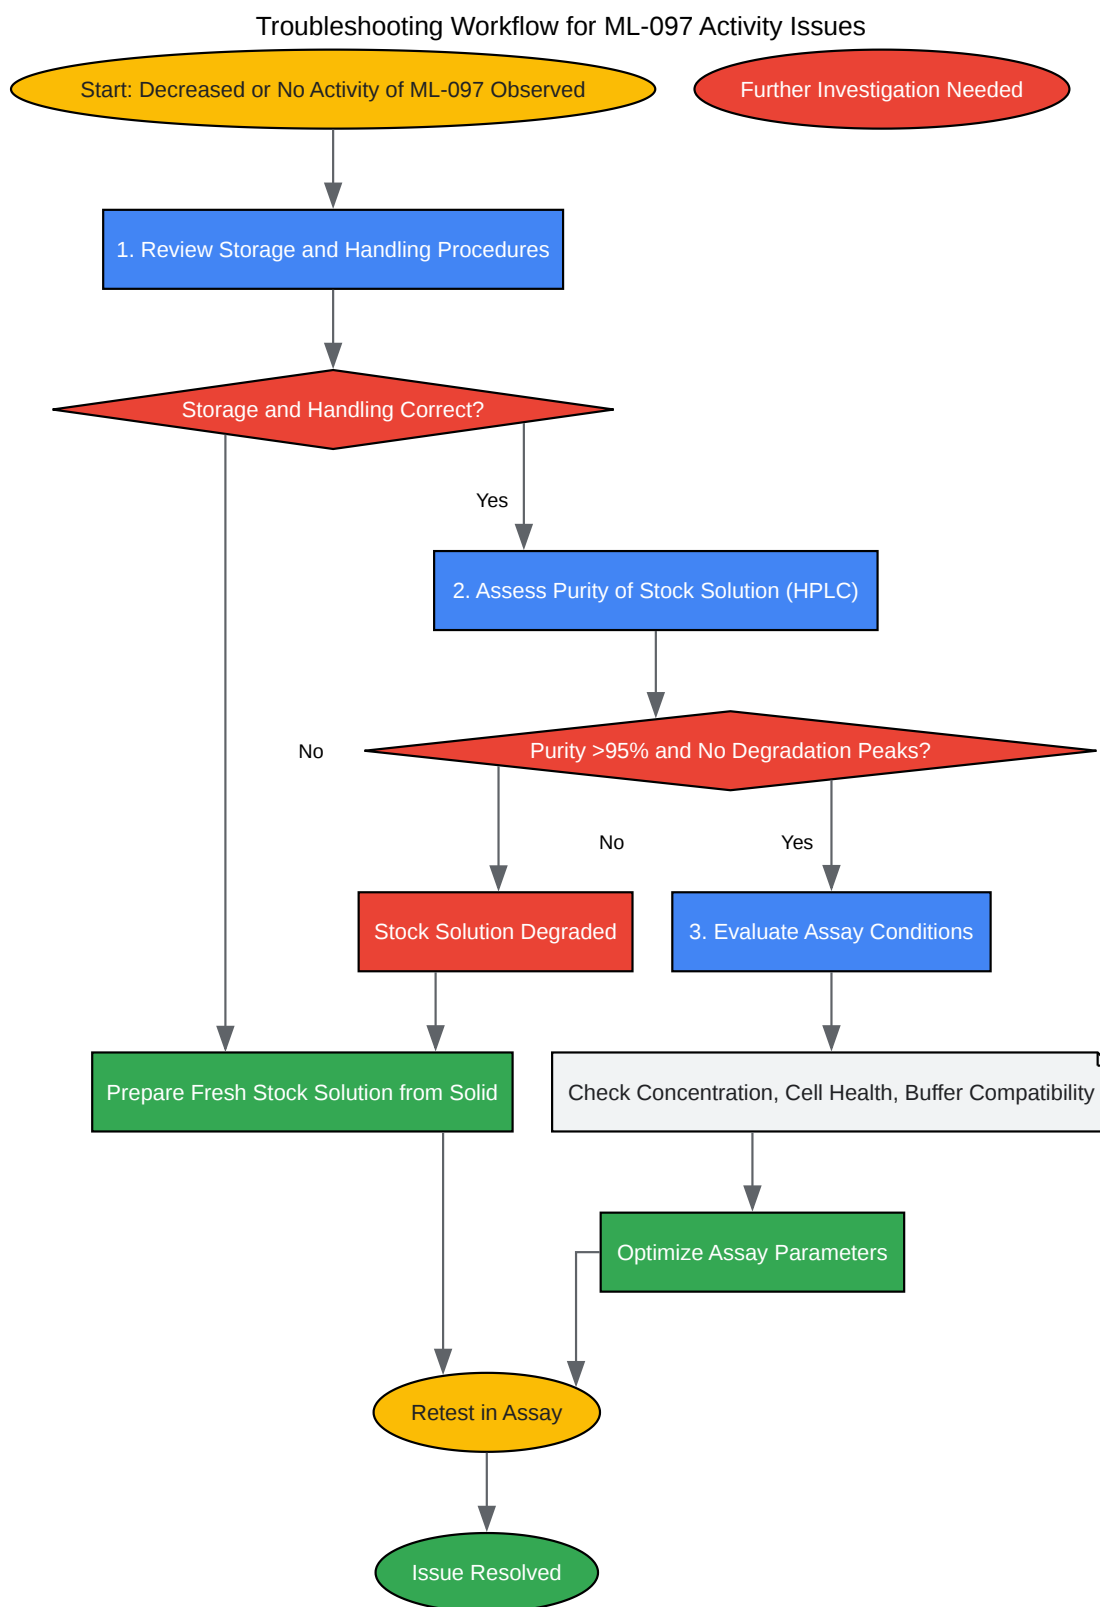 Troubleshooting Workflow for ML-097 Activity Issues
Start: Decreased or No Activity of ML-097 Observed
Further Investigation Needed
1. Review Storage and Handling Procedures
Storage and Handling Correct?
Yes
2. Assess Purity of Stock Solution (HPLC)
No
Purity >95% and No Degradation Peaks?
No
Yes
Stock Solution Degraded
3. Evaluate Assay Conditions
Prepare Fresh Stock Solution from Solid
Check Concentration, Cell Health, Buffer Compatibility
Optimize Assay Parameters
Retest in Assay
Issue Resolved